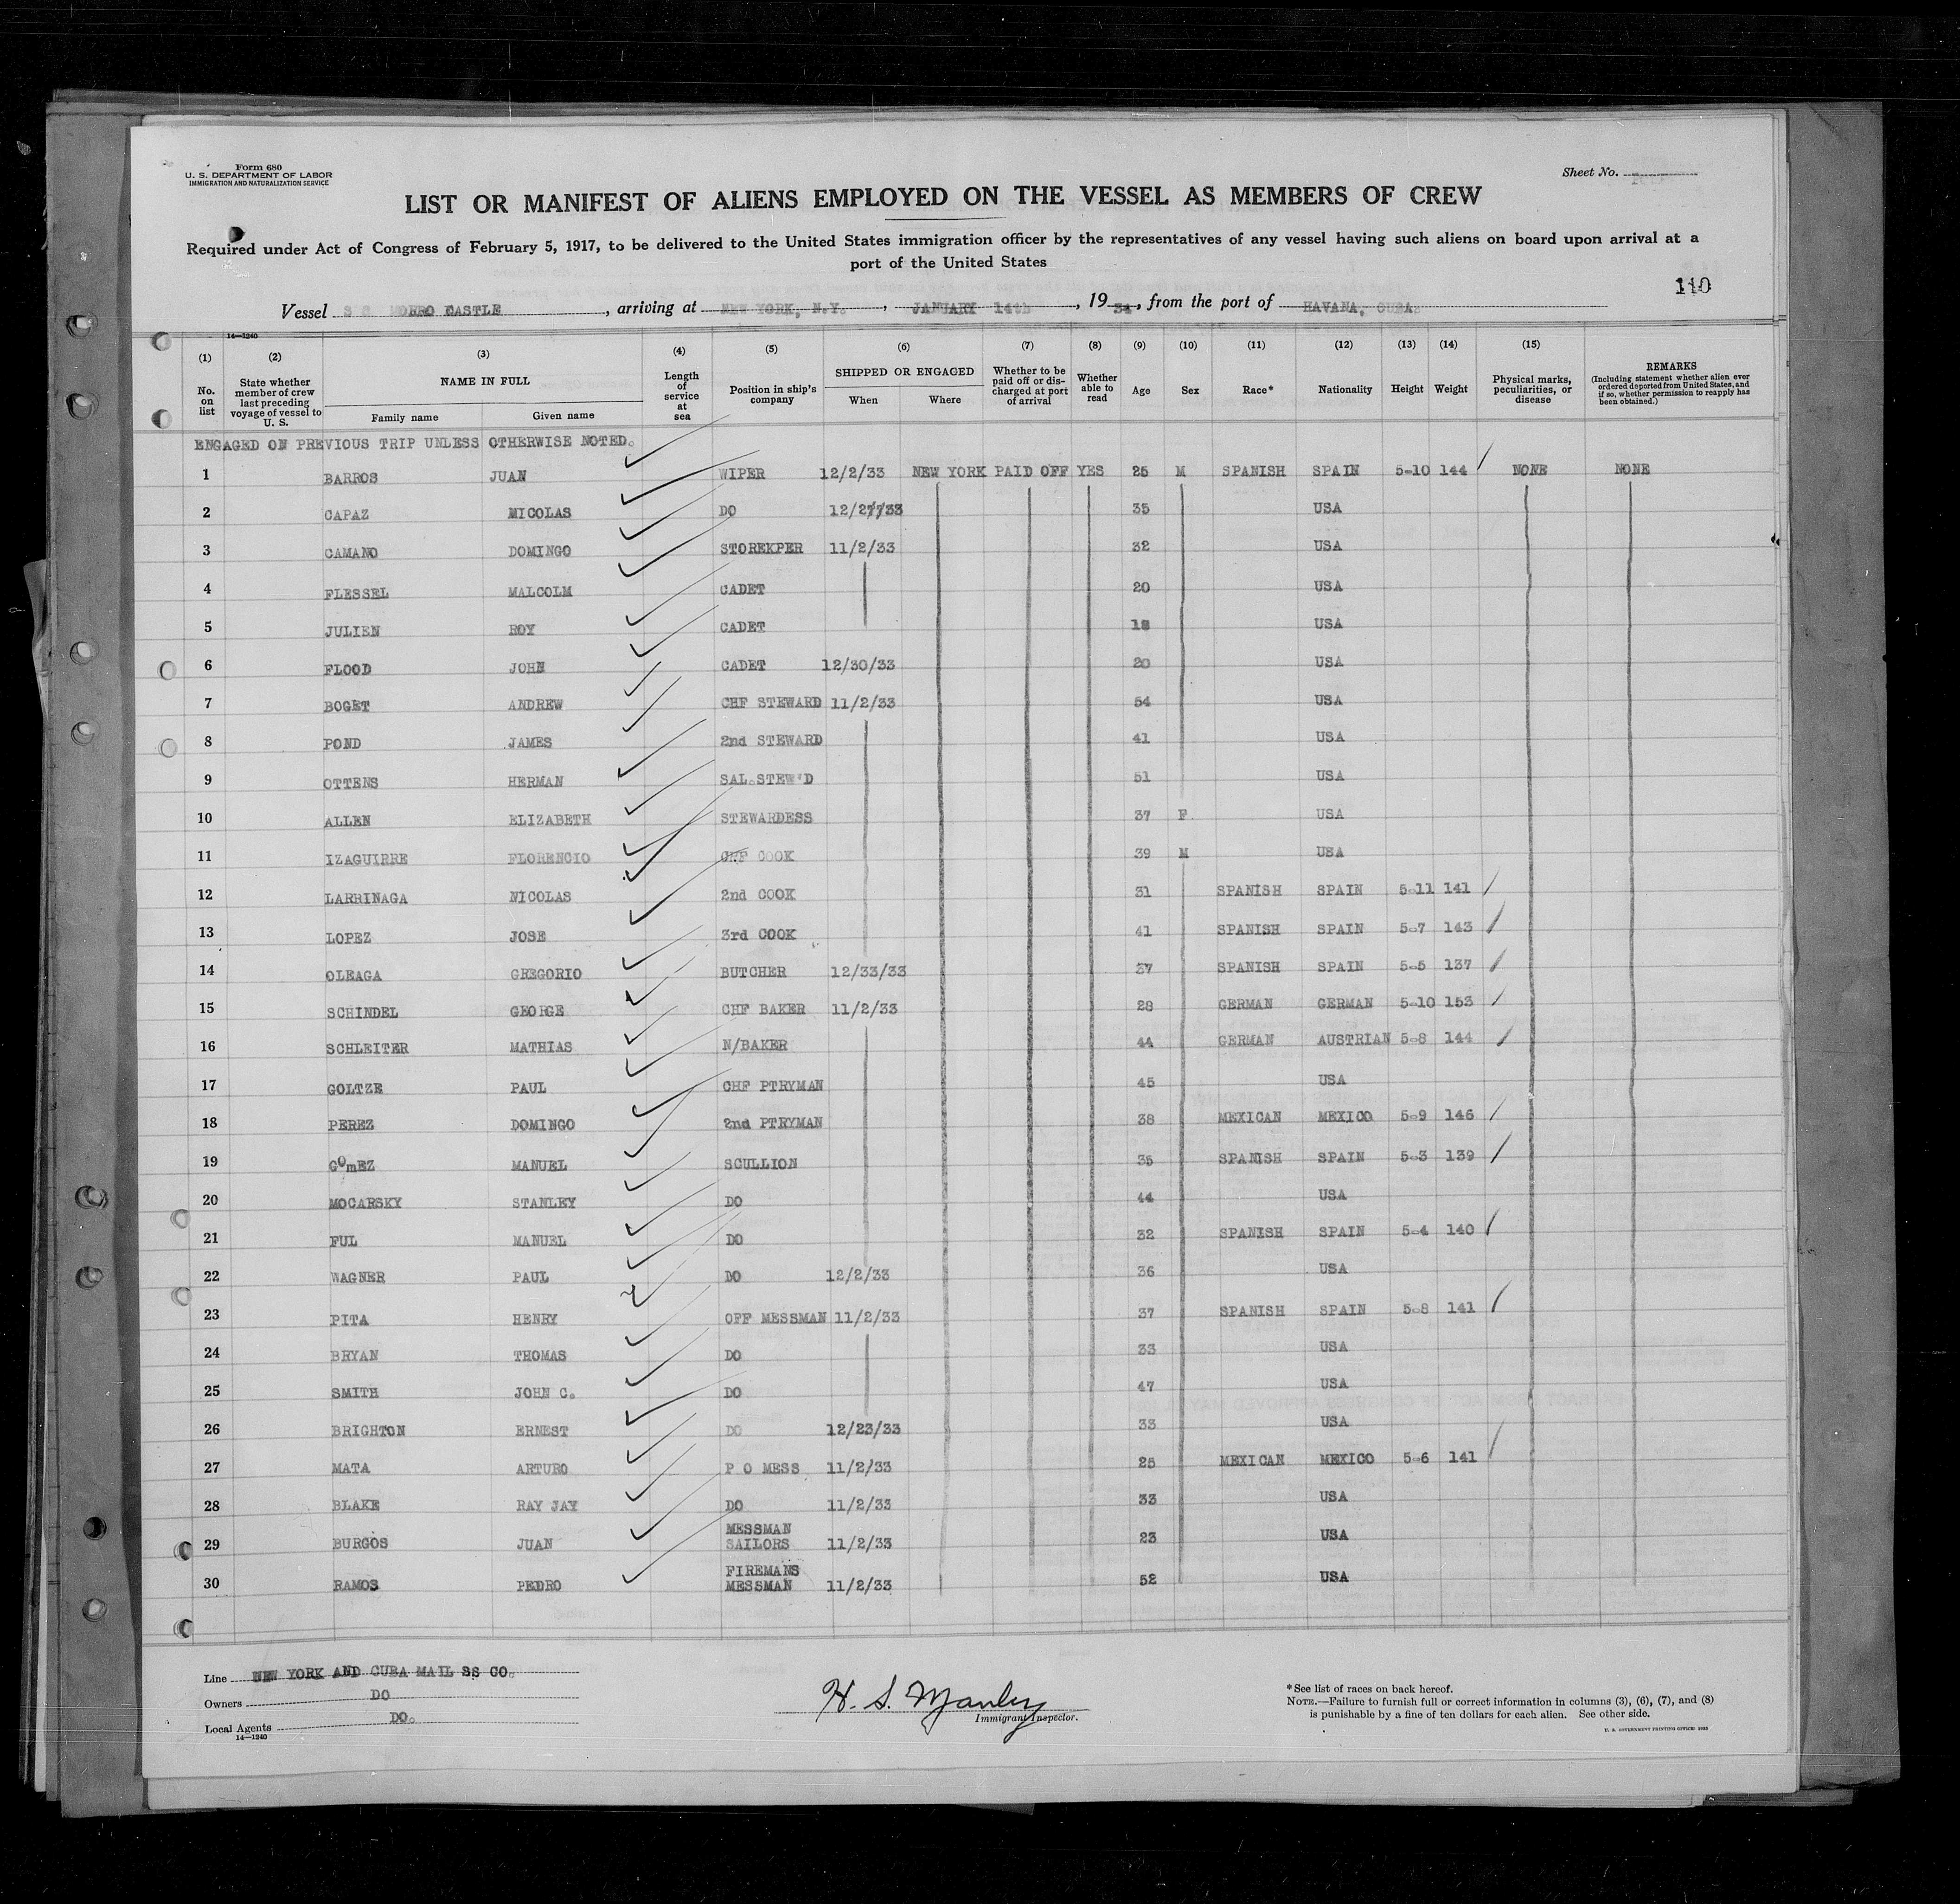 Form 680
U. S. DEPARTMENT OF LABOR
IMMIGRATION AND NATURALIZATION SERVICE
Sheet No.
LIST OR MANIFEST OF ALIENS EMPLOYED ON THE VESSEL AS MEMBERS OF CREW
Required under Act of Congress of February 5, 1917, to be delivered to the United States immigration officer by the representatives of any vessel having such aliens on board upon arrival at a
port of the United States
110
Vessel S S MORRO CASTLE, arriving at NEW YORK, N.Y., JANUARY 14th, 1934, from the port of HAVANA, CUBA
14—1240
(1) No. on list (2) State whether member of crew last preceding voyage of vessel to U. S. (3) NAME IN FULL Family name Given name (4) Length of service at sea (5) Position in ship's company (6) SHIPPED OR ENGAGED When Where (7) Whether to be paid off or discharged at port of arrival (8) Whether able to read (9) Age (10) Sex (11) Race* (12) Nationality (13) Height (14) Weight (15) Physical marks, peculiarities, or disease REMARKS (Including statement whether alien ever ordered deported from United States, and if so, whether permission to reapply has been obtained.)
ENGAGED ON PREVIOUS TRIP UNLESS OTHERWISE NOTED.
1 BARROS JUAN WIPER 12/2/33 NEW YORK PAID OFF YES 25 M SPANISH SPAIN 5-10 144 NONE NONE
2 CAPAZ MICOLAS DO 12/27/33 35 USA
3 CAMANO DOMINGO STOREKPER 11/2/33 32 USA
4 FLESSEL MALCOLM CADET 20 USA
5 JULIEN ROY CADET 18 USA
6 FLOOD JOHN CADET 12/30/33 20 USA
7 BOGET ANDREW CHF STEWARD 11/2/33 54 USA
8 POND JAMES 2nd STEWARD 41 USA
9 OTTENS HERMAN SAL.STEW'D 51 USA
10 ALLEN ELIZABETH STEWARDESS 37 F USA
11 IZAGUIRRE FLORENCIO CHF COOK 39 M USA
12 LARRINAGA NICOLAS 2nd COOK 31 SPANISH SPAIN 5-11 141
13 LOPEZ JOSE 3rd COOK 41 SPANISH SPAIN 5-7 143
14 OLEAGA GREGORIO BUTCHER 12/33/33 37 SPANISH SPAIN 5-5 137
15 SCHINDEL GEORGE CHF BAKER 11/2/33 28 GERMAN GERMAN 5-10 153
16 SCHLEITER MATHIAS N/BAKER 44 GERMAN AUSTRIAN 5-8 144
17 GOLTZE PAUL CHF PTRYMAN 45 USA
18 PEREZ DOMINGO 2nd PTRYMAN 38 MEXICAN MEXICO 5-9 146
19 GOmEZ MANUEL SCULLION 35 SPANISH SPAIN 5-3 139
20 MOCARSKY STANLEY DO 44 USA
21 FUL MANUEL DO 32 SPANISH SPAIN 5-4 140
22 WAGNER PAUL DO 12/2/33 36 USA
23 PITA HENRY OFF MESSMAN 11/2/33 37 SPANISH SPAIN 5-8 141
24 BRYAN THOMAS DO 33 USA
25 SMITH JOHN C. DO 47 USA
26 BRIGHTON ERNEST DO 12/23/33 33 USA
27 MATA ARTURO P O MESS 11/2/33 25 MEXICAN MEXICO 5-6 141
28 BLAKE RAY JAY DO 11/2/33 33 USA
29 BURGOS JUAN MESSMAN SAILORS 11/2/33 23 USA
30 RAMOS PEDRO FIREMANS MESSMAN 11/2/33 52 USA
Line NEW YORK AND CUBA MAIL SS CO.
Owners DO
Local Agents DO.
14—1240
H. S. Manley
Immigrant Inspector.
*See list of races on back hereof.
NOTE.—Failure to furnish full or correct information in columns (3), (6), (7), and (8)
is punishable by a fine of ten dollars for each alien. See other side.
U. S. GOVERNMENT PRINTING OFFICE: 1933